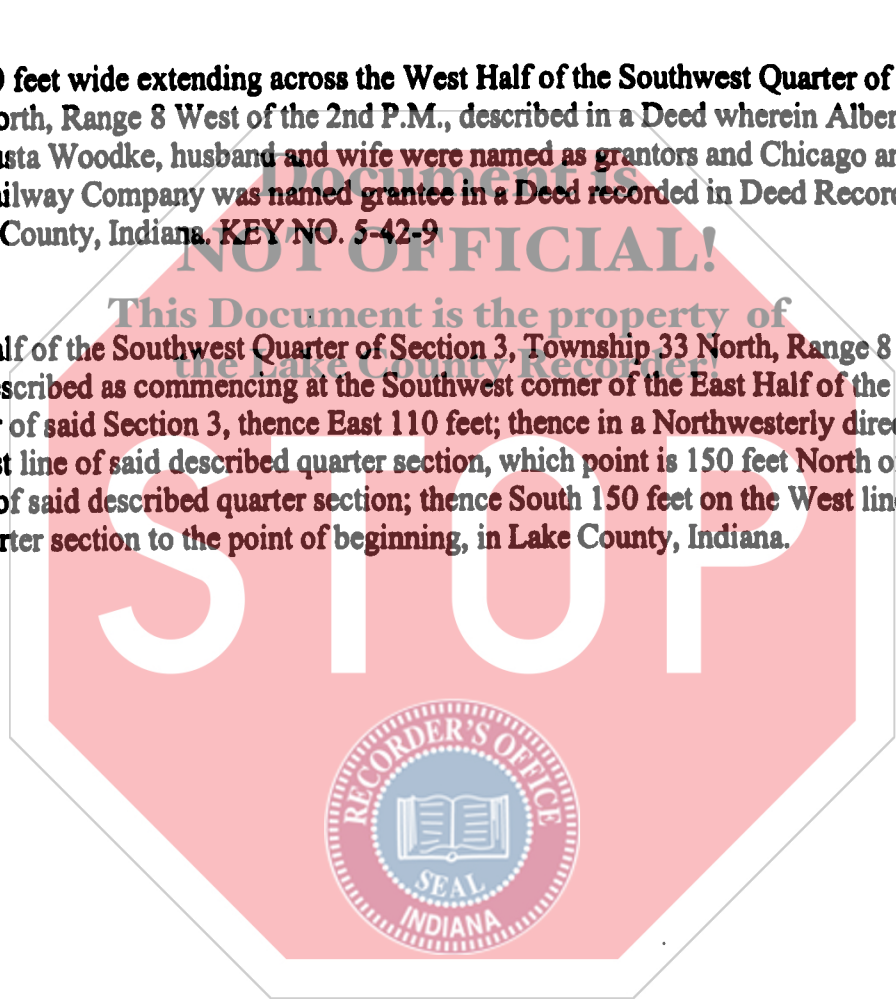 feet wide extending across the West Half of the Southwest Quarter of
orth, Range 8 West of the 2nd P.M., described in a Deed wherein Alber
sta Woodke, husband and wife were named as grantors and Chicago a
ilway Company was named grantee in a Deed recorded in Deed Recor
County, Indiana. KEY NO. 5-42-9
Document is
NOT OFFICIAL!
This Document is the property of
the Lake County Recorder!
alf of the Southwest Quarter of Section 3, Township 33 North, Range 8
scribed as commencing at the Southwest corner of the East Half of the
of said Section 3, thence East 110 feet; thence in a Northwesterly dire
st line of said described quarter section, which point is 150 feet North o
of said described quarter section; thence South 150 feet on the West lin
rter section to the point of beginning, in Lake County, Indiana.
STOP
RECORDER'S OFFICE
SEAL
INDIANA